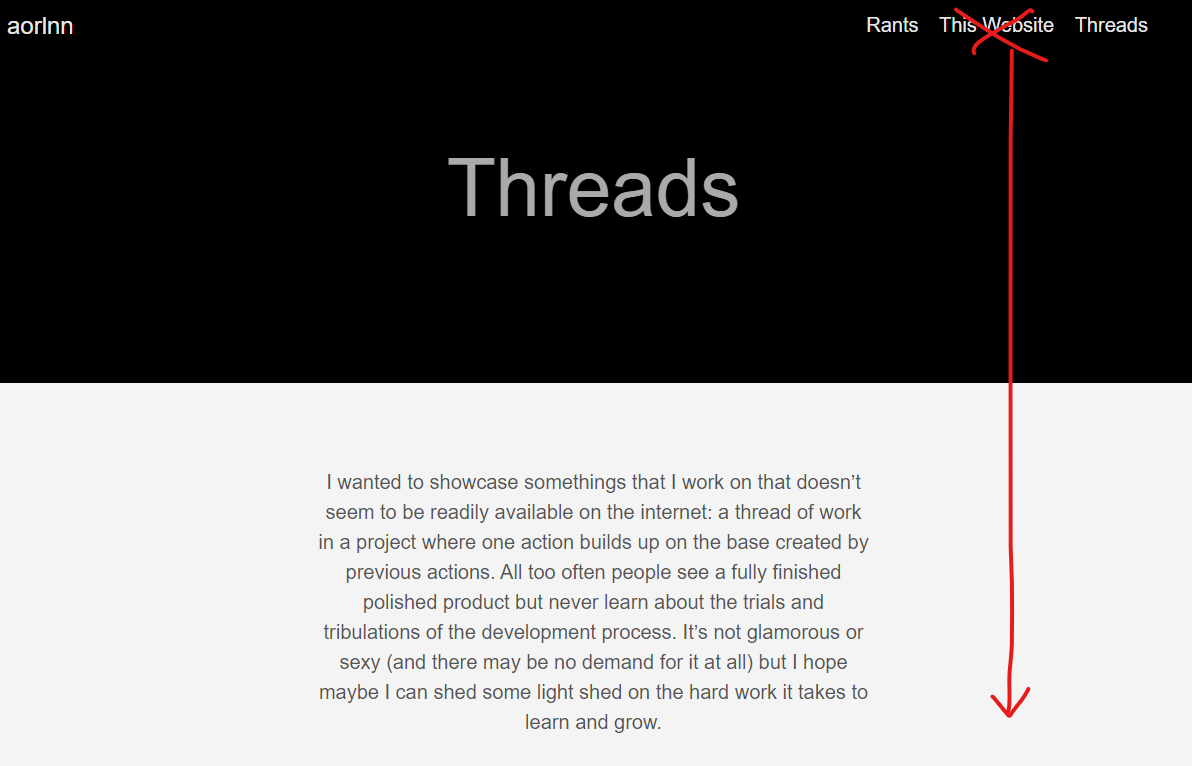 aorlnn
Rants This Website Threads
Threads
I wanted to showcase somethings that I work on that doesn’t
seem to be readily available on the internet: a thread of work
in a project where one action builds up on the base created by
previous actions. All too often people see a fully finished
polished product but never learn about the trials and
tribulations of the development process. It’s not glamorous or
sexy (and there may be no demand for it at all) but I hope
maybe I can shed some light shed on the hard work it takes to
learn and grow.